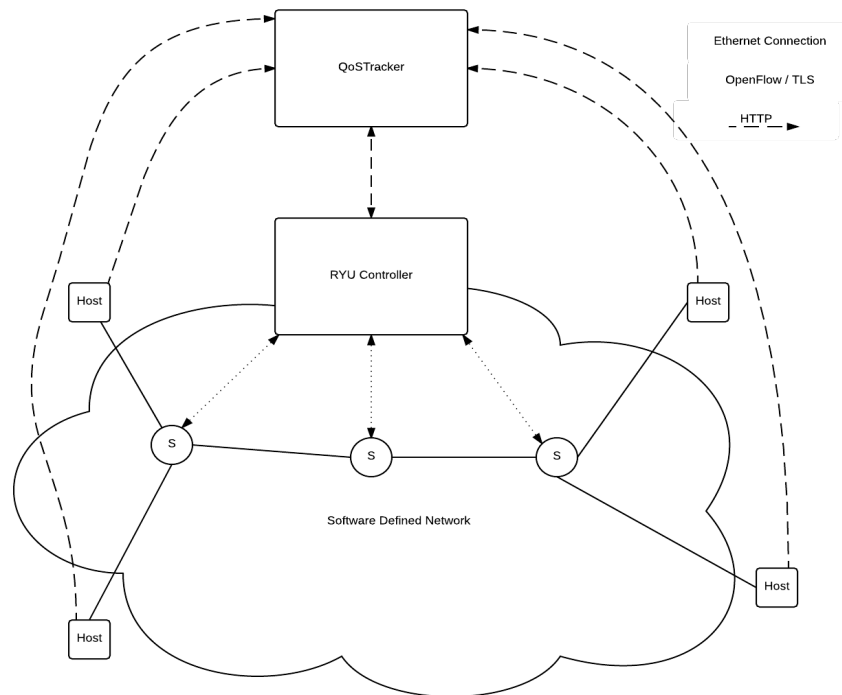 QoSTracker
Ethernet Connection
OpenFlow / TLS
HTTP
RYU Controller
Host
Host
S
S
S
Software Defined Network
Host
Host